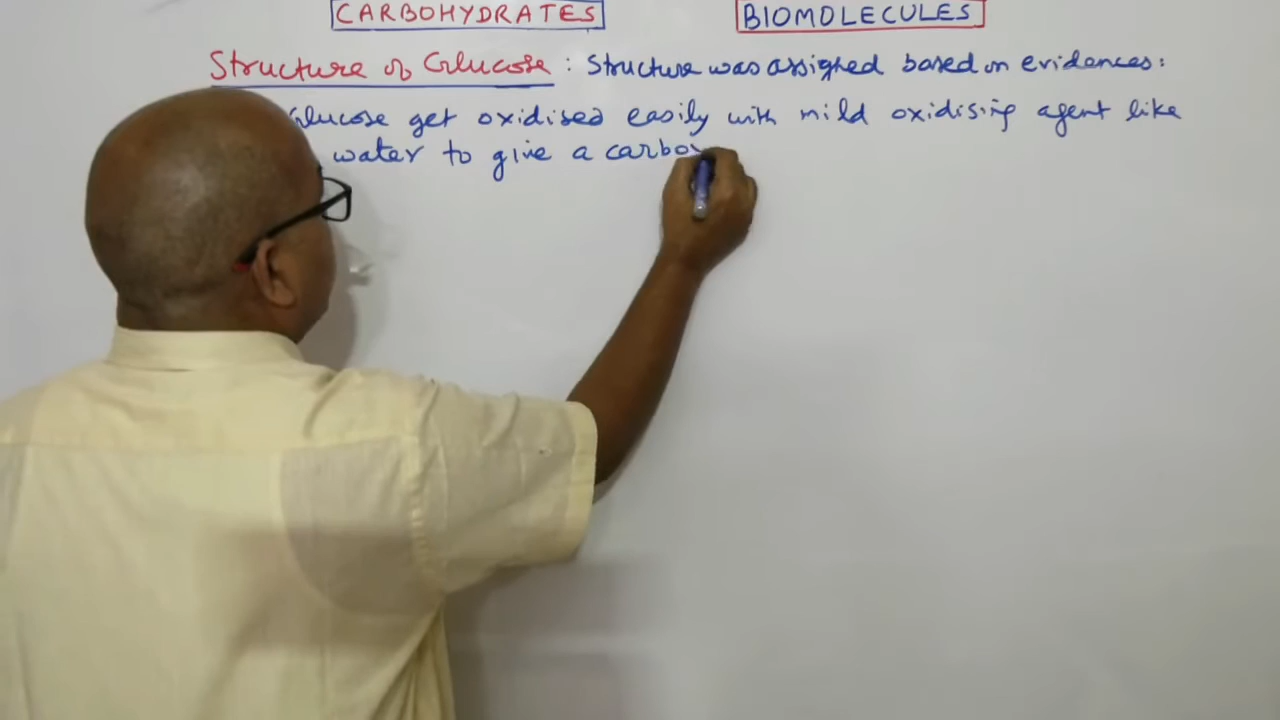 CARBOHYDRATES BIOMOLECULES
Structure of Glucose : Structure was assigned based on evidences:
Glucose get oxidised easily with mild oxidising agent like
water to give a carbo